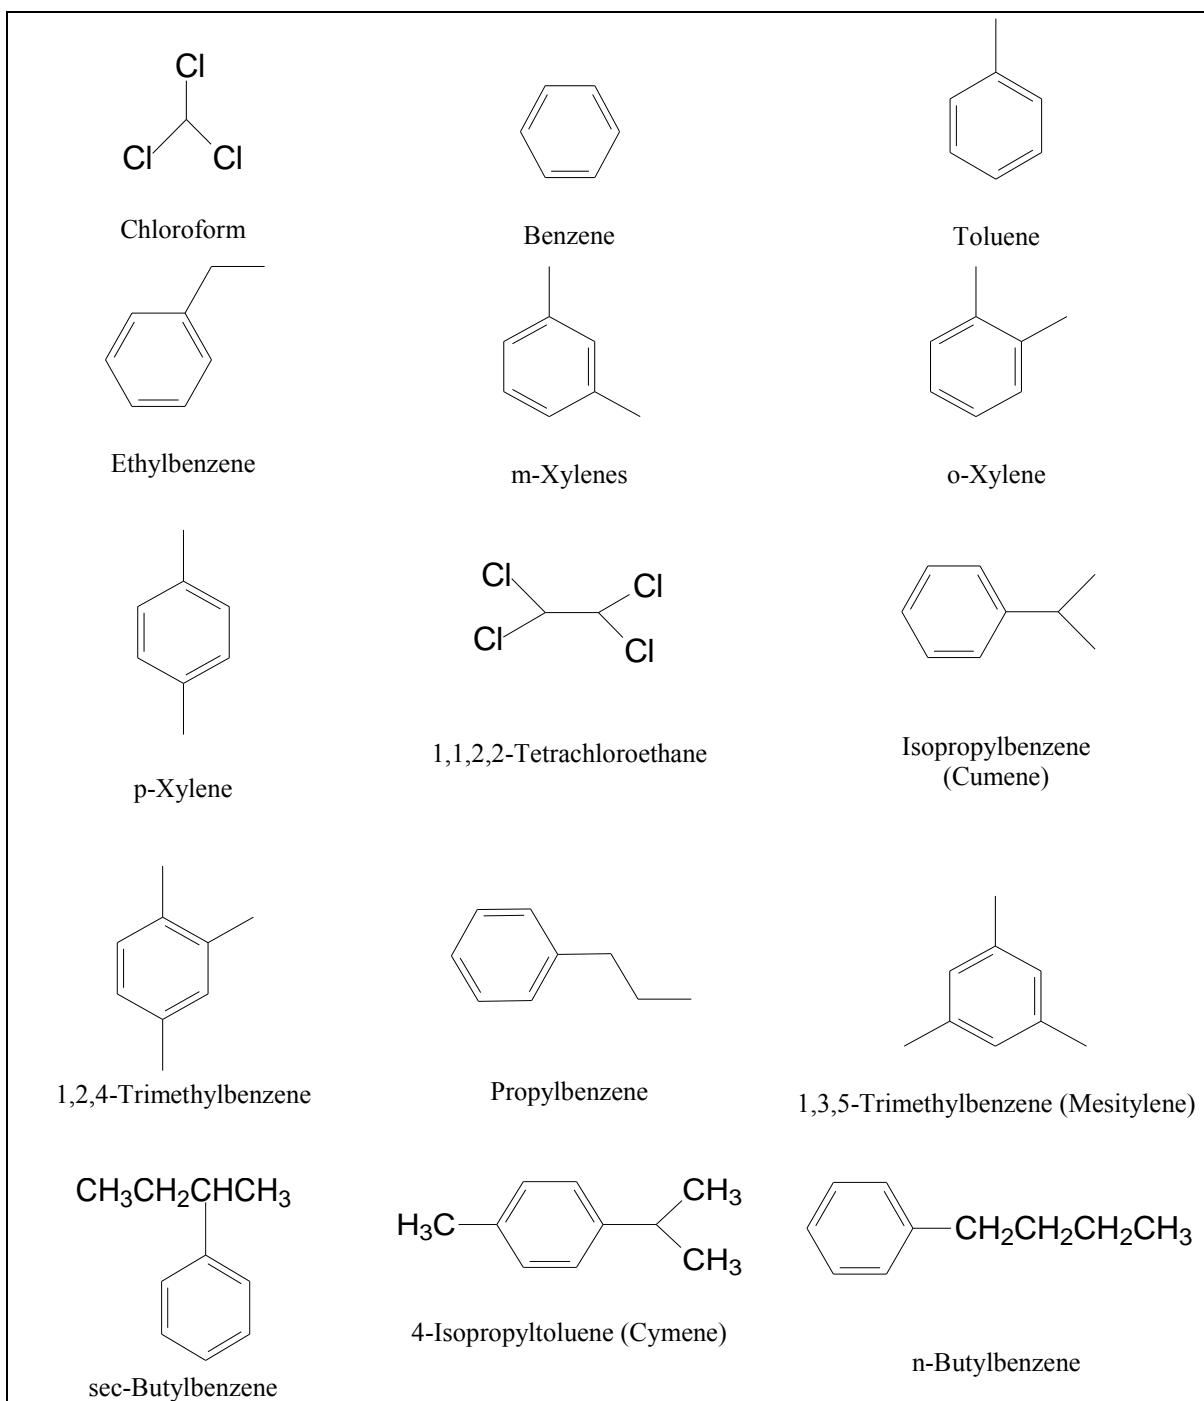 Cl
Cl Cl
Chloroform
Benzene
Toluene
Ethylbenzene
m-Xylenes
o-Xylene
p-Xylene
Cl Cl
Cl Cl
1,1,2,2-Tetrachloroethane
Isopropylbenzene
(Cumene)
1,2,4-Trimethylbenzene
Propylbenzene
1,3,5-Trimethylbenzene (Mesitylene)
CH₃CH₂CHCH₃
sec-Butylbenzene
CH₃
H₃C
CH₃
4-Isopropyltoluene (Cymene)
CH₂CH₂CH₂CH₃
n-Butylbenzene